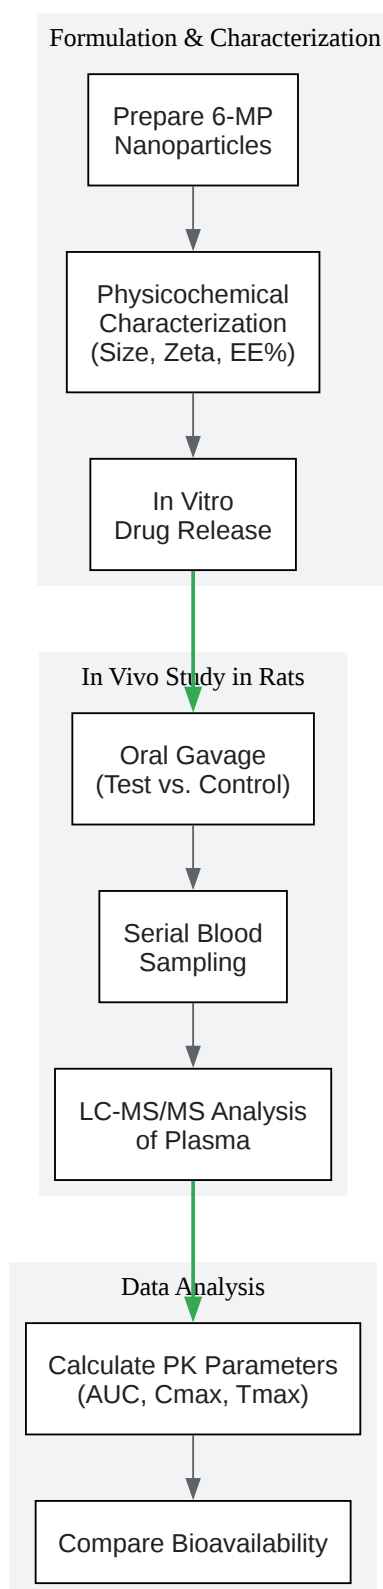 Formulation & Characterization
Prepare 6-MP
Nanoparticles
Physicochemical
Characterization
(Size, Zeta, EE%)
In Vitro
Drug Release
In Vivo Study in Rats
Oral Gavage
(Test vs. Control)
Serial Blood
Sampling
LC-MS/MS Analysis
of Plasma
Data Analysis
Calculate PK Parameters
(AUC, Cmax, Tmax)
Compare Bioavailability